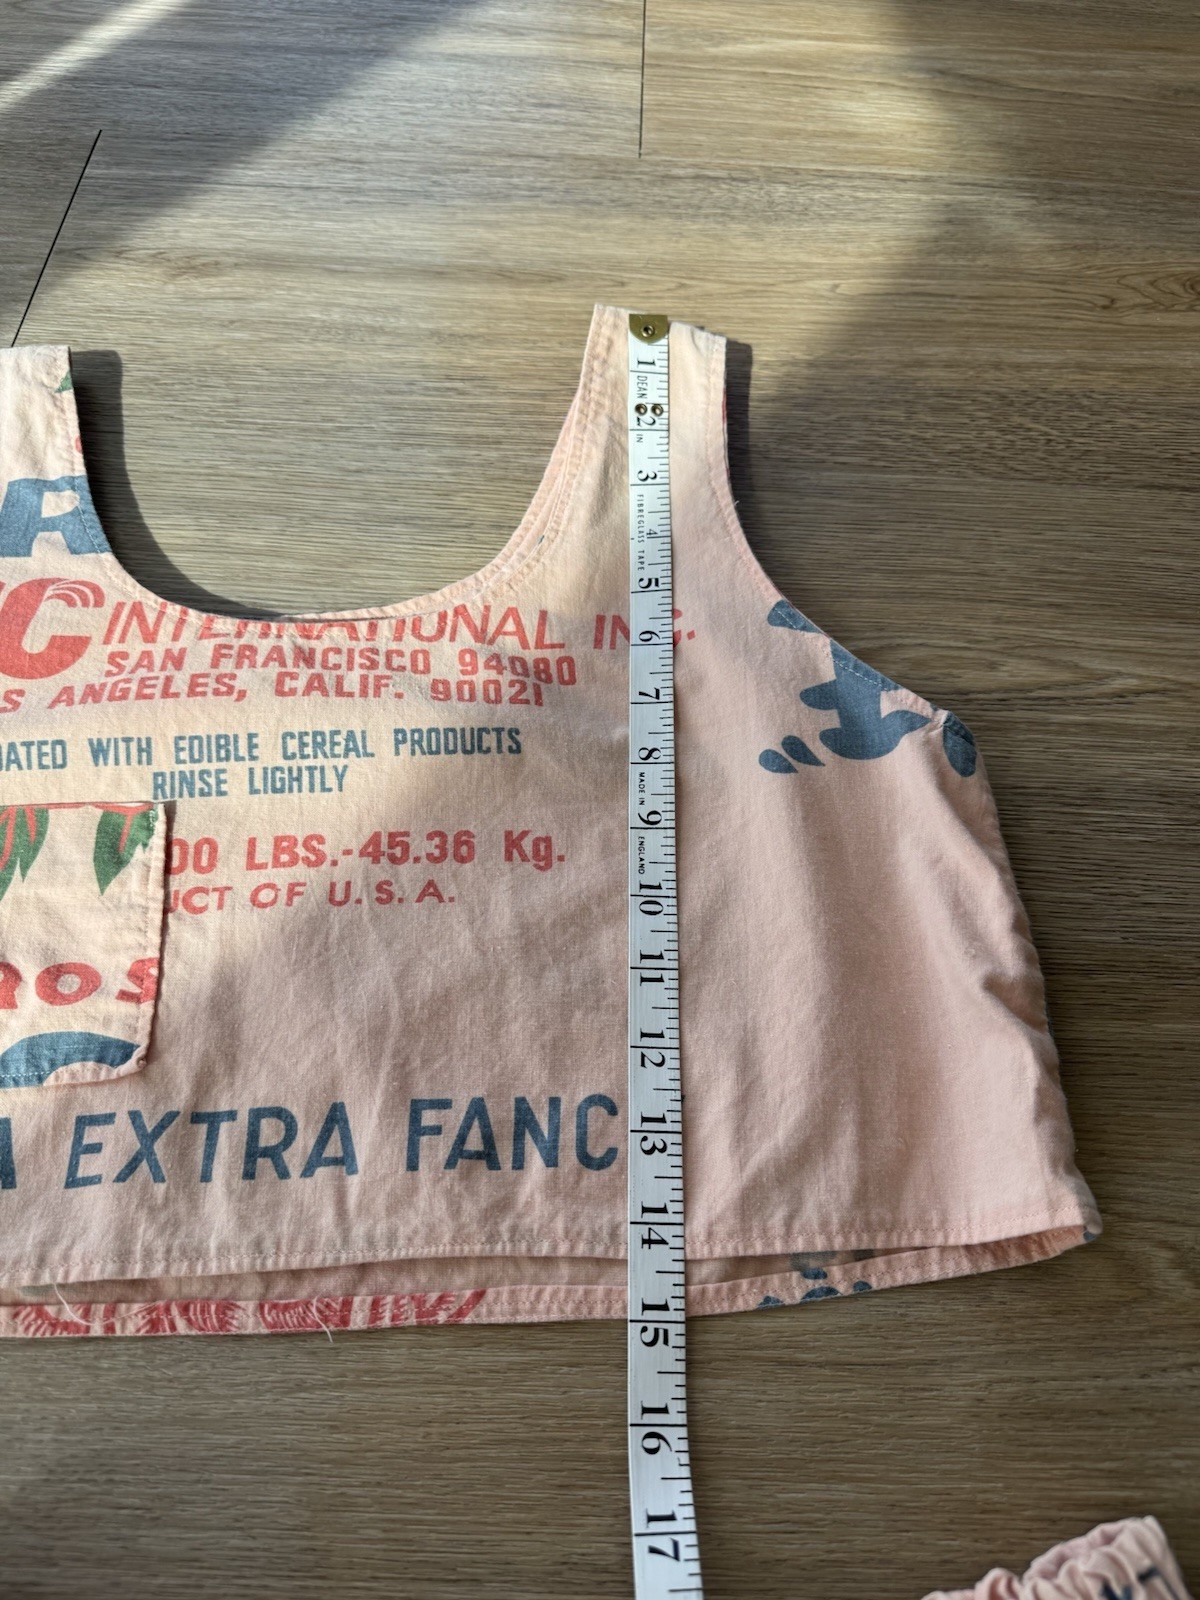 R
C INTERNATIONAL IN
SAN FRANCISCO 94080
S ANGELES, CALIF. 90021
OATED WITH EDIBLE CEREAL PRODUCTS
RINSE LIGHTLY
00 LBS.-45.36 Kg.
UCT OF U.S.A.
ROS
A EXTRA FANC
1
DEAN
2
IN
3
FIBREGLASS TAPE
4
5
6
7
8
MADE IN ENGLAND
9
10
11
12
13
14
15
16
17